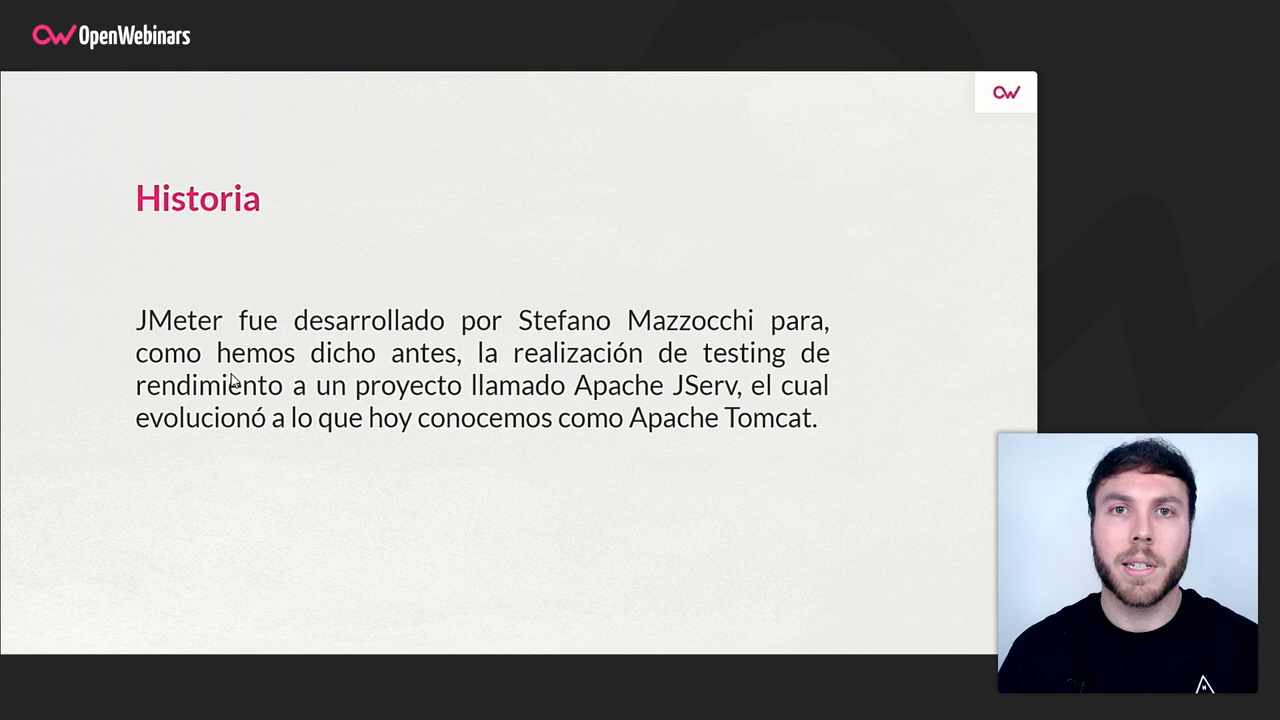 OpenWebinars
Historia
JMeter fue desarrollado por Stefano Mazzocchi para,
como hemos dicho antes, la realización de testing de
rendimiento a un proyecto llamado Apache JServ, el cual
evolucionó a lo que hoy conocemos como Apache Tomcat.